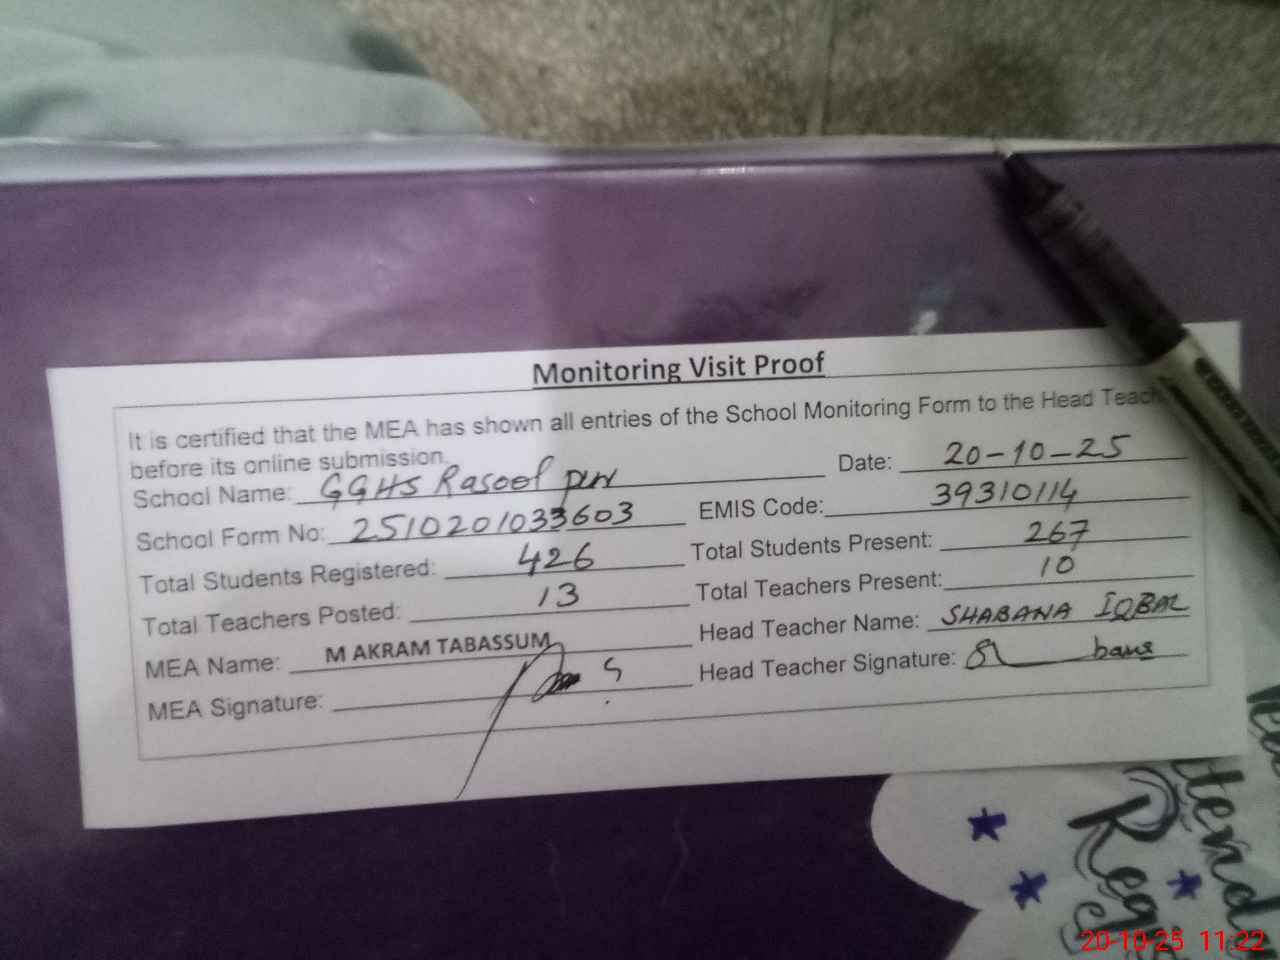 Monitoring Visit Proof
It is certified that the MEA has shown all entries of the School Monitoring Form to the Head Teach
before its online submission.
School Name: GGHS Rasool pur Date: 20-10-25
School Form No: 2510201033603 EMIS Code: 39310114
Total Students Registered: 426 Total Students Present: 267
Total Teachers Posted: 13 Total Teachers Present: 10
MEA Name: M AKRAM TABASSUM Head Teacher Name: SHABANA IQBAL
MEA Signature: Head Teacher Signature:
20-10-25 11:22